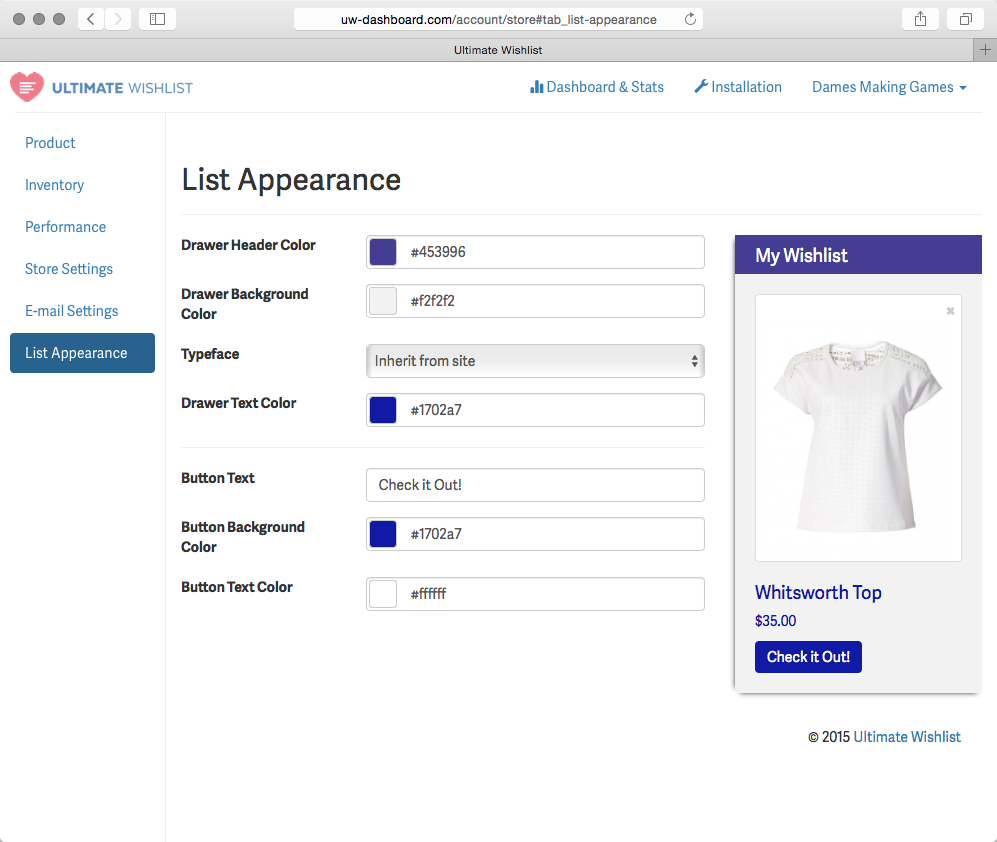 uw-dashboard.com/account/store#tab_list-appearance
Ultimate Wishlist
ULTIMATE WISHLIST
Dashboard & Stats
Installation
Dames Making Games
Product
Inventory
Performance
Store Settings
E-mail Settings
List Appearance
List Appearance
Drawer Header Color
#453996
Drawer Background
Color
#f2f2f2
Typeface
Inherit from site
Drawer Text Color
#1702a7
Button Text
Check it Out!
Button Background
Color
#1702a7
Button Text Color
#ffffff
My Wishlist
Whitsworth Top
$35.00
Check it Out!
© 2015 Ultimate Wishlist